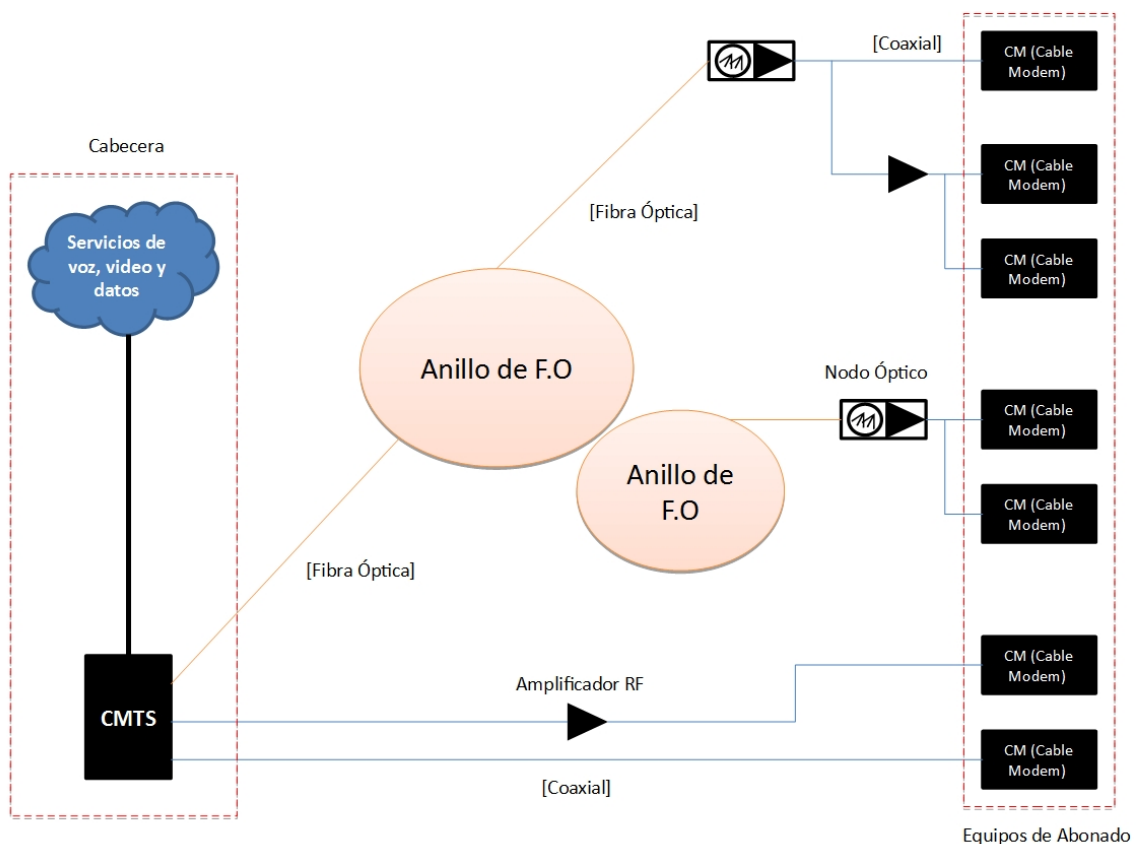 [Coaxial]
CM (Cable
Modem)
Cabecera
CM (Cable
Modem)
[Fibra Óptica]
Servicios de
voz, video y
datos
CM (Cable
Modem)
Anillo de F.O
Nodo Óptico
CM (Cable
Modem)
Anillo de
F.O
CM (Cable
Modem)
[Fibra Óptica]
CM (Cable
Modem)
Amplificador RF
CMTS
CM (Cable
Modem)
[Coaxial]
Equipos de Abonado